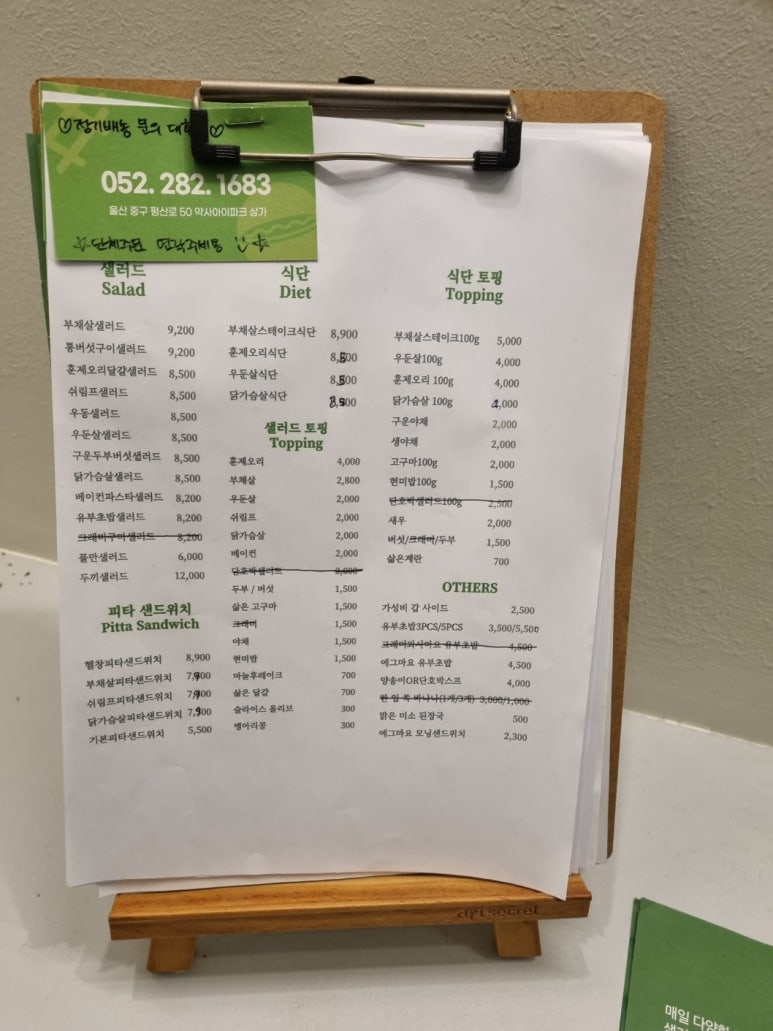 ♡정기배송 문의 대환 ♡
052. 282. 1683
울산 중구 평산로 50 약사아이파크 상가
☆단체주문 연락주세용 ☆
샐러드
Salad
부채살샐러드 9,200
통버섯구이샐러드 9,200
훈제오리달걀샐러드 8,500
쉬림프샐러드 8,500
우동샐러드 8,500
우둔살샐러드 8,500
구운두부버섯샐러드 8,500
닭가슴살샐러드 8,500
베이컨파스타샐러드 8,200
유부초밥샐러드 8,200
크래미구미샐러드 8,200
풀만샐러드 6,000
두끼샐러드 12,000
피타 샌드위치
Pitta Sandwich
헬창피타샌드위치 8,900
부채살피타샌드위치 7,900
쉬림프피타샌드위치 7,900
닭가슴살피타샌드위치 7,900
기본피타샌드위치 5,500
식단
Diet
부채살스테이크식단 8,900
훈제오리식단 8,500
우둔살식단 8,500
닭가슴살식단
샐러드 토핑
Topping
훈제오리 4,000
부채살 2,800
우둔살 2,000
쉬림프 2,000
닭가슴살 2,000
베이컨 2,000
단호박샐러드 2,000
두부 / 버섯 1,500
삶은 고구마 1,500
크래미 1,500
야채 1,500
현미밥 1,500
마늘후레이크 700
삶은 달걀 700
슬라이스 올리브 300
병아리콩 300
식단 토핑
Topping
부채살스테이크100g 5,000
우둔살100g 4,000
훈제오리 100g 4,000
닭가슴살 100g
구운야채 2,000
생야채 2,000
고구마100g 2,000
현미밥100g 1,500
단호박샐러드100g 2,500
새우 2,000
버섯/크래미/두부 1,500
삶은계란 700
OTHERS
가성비 갑 사이드 2,500
유부초밥3PCS/5PCS 3,500/5,500
크래미와사마요 유부초밥 4,500
에그마요 유부초밥 4,500
양송이OR단호박스프 4,000
한 입 쏙 바나나(1개/3개) 3,000/1,000
맑은 미소 된장국 500
에그마요 모닝샌드위치 2,300
artsecret
매일 다양한